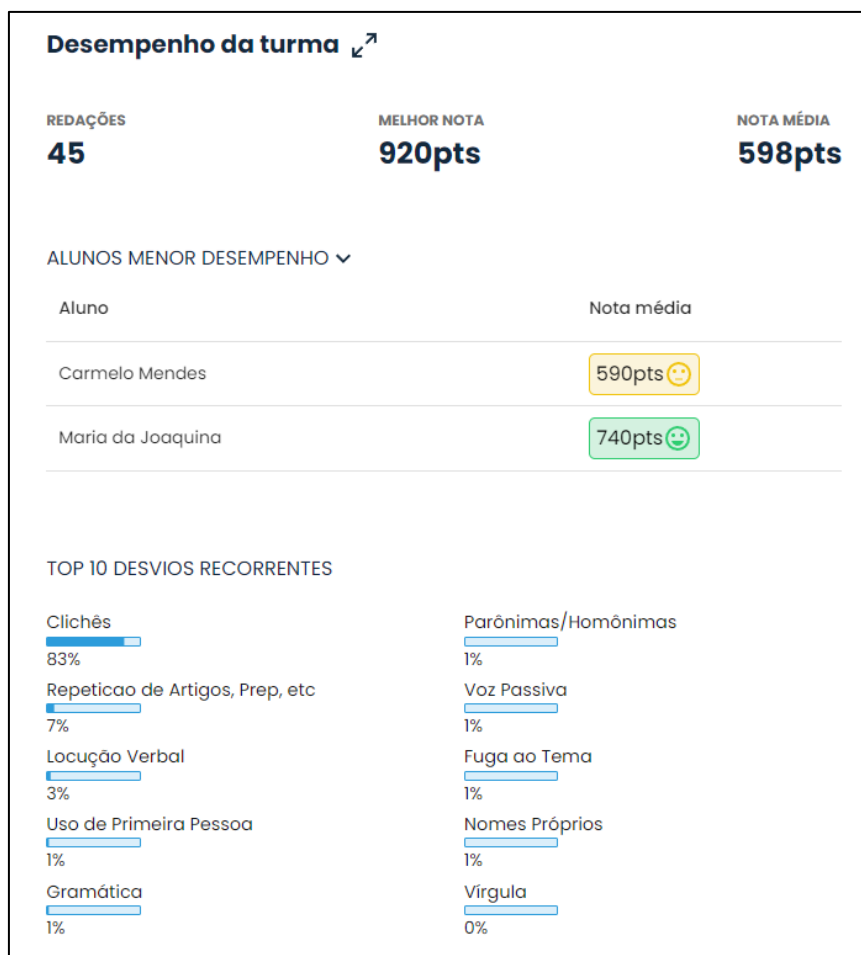 Desempenho da turma
REDAÇÕES
45
MELHOR NOTA
920pts
NOTA MÉDIA
598pts
ALUNOS MENOR DESEMPENHO
Aluno Nota média
Carmelo Mendes 590pts
Maria da Joaquina 740pts
TOP 10 DESVIOS RECORRENTES
Clichês
83%
Repeticao de Artigos, Prep, etc
7%
Locução Verbal
3%
Uso de Primeira Pessoa
1%
Gramática
1%
Parônimas/Homônimas
1%
Voz Passiva
1%
Fuga ao Tema
1%
Nomes Próprios
1%
Vírgula
0%